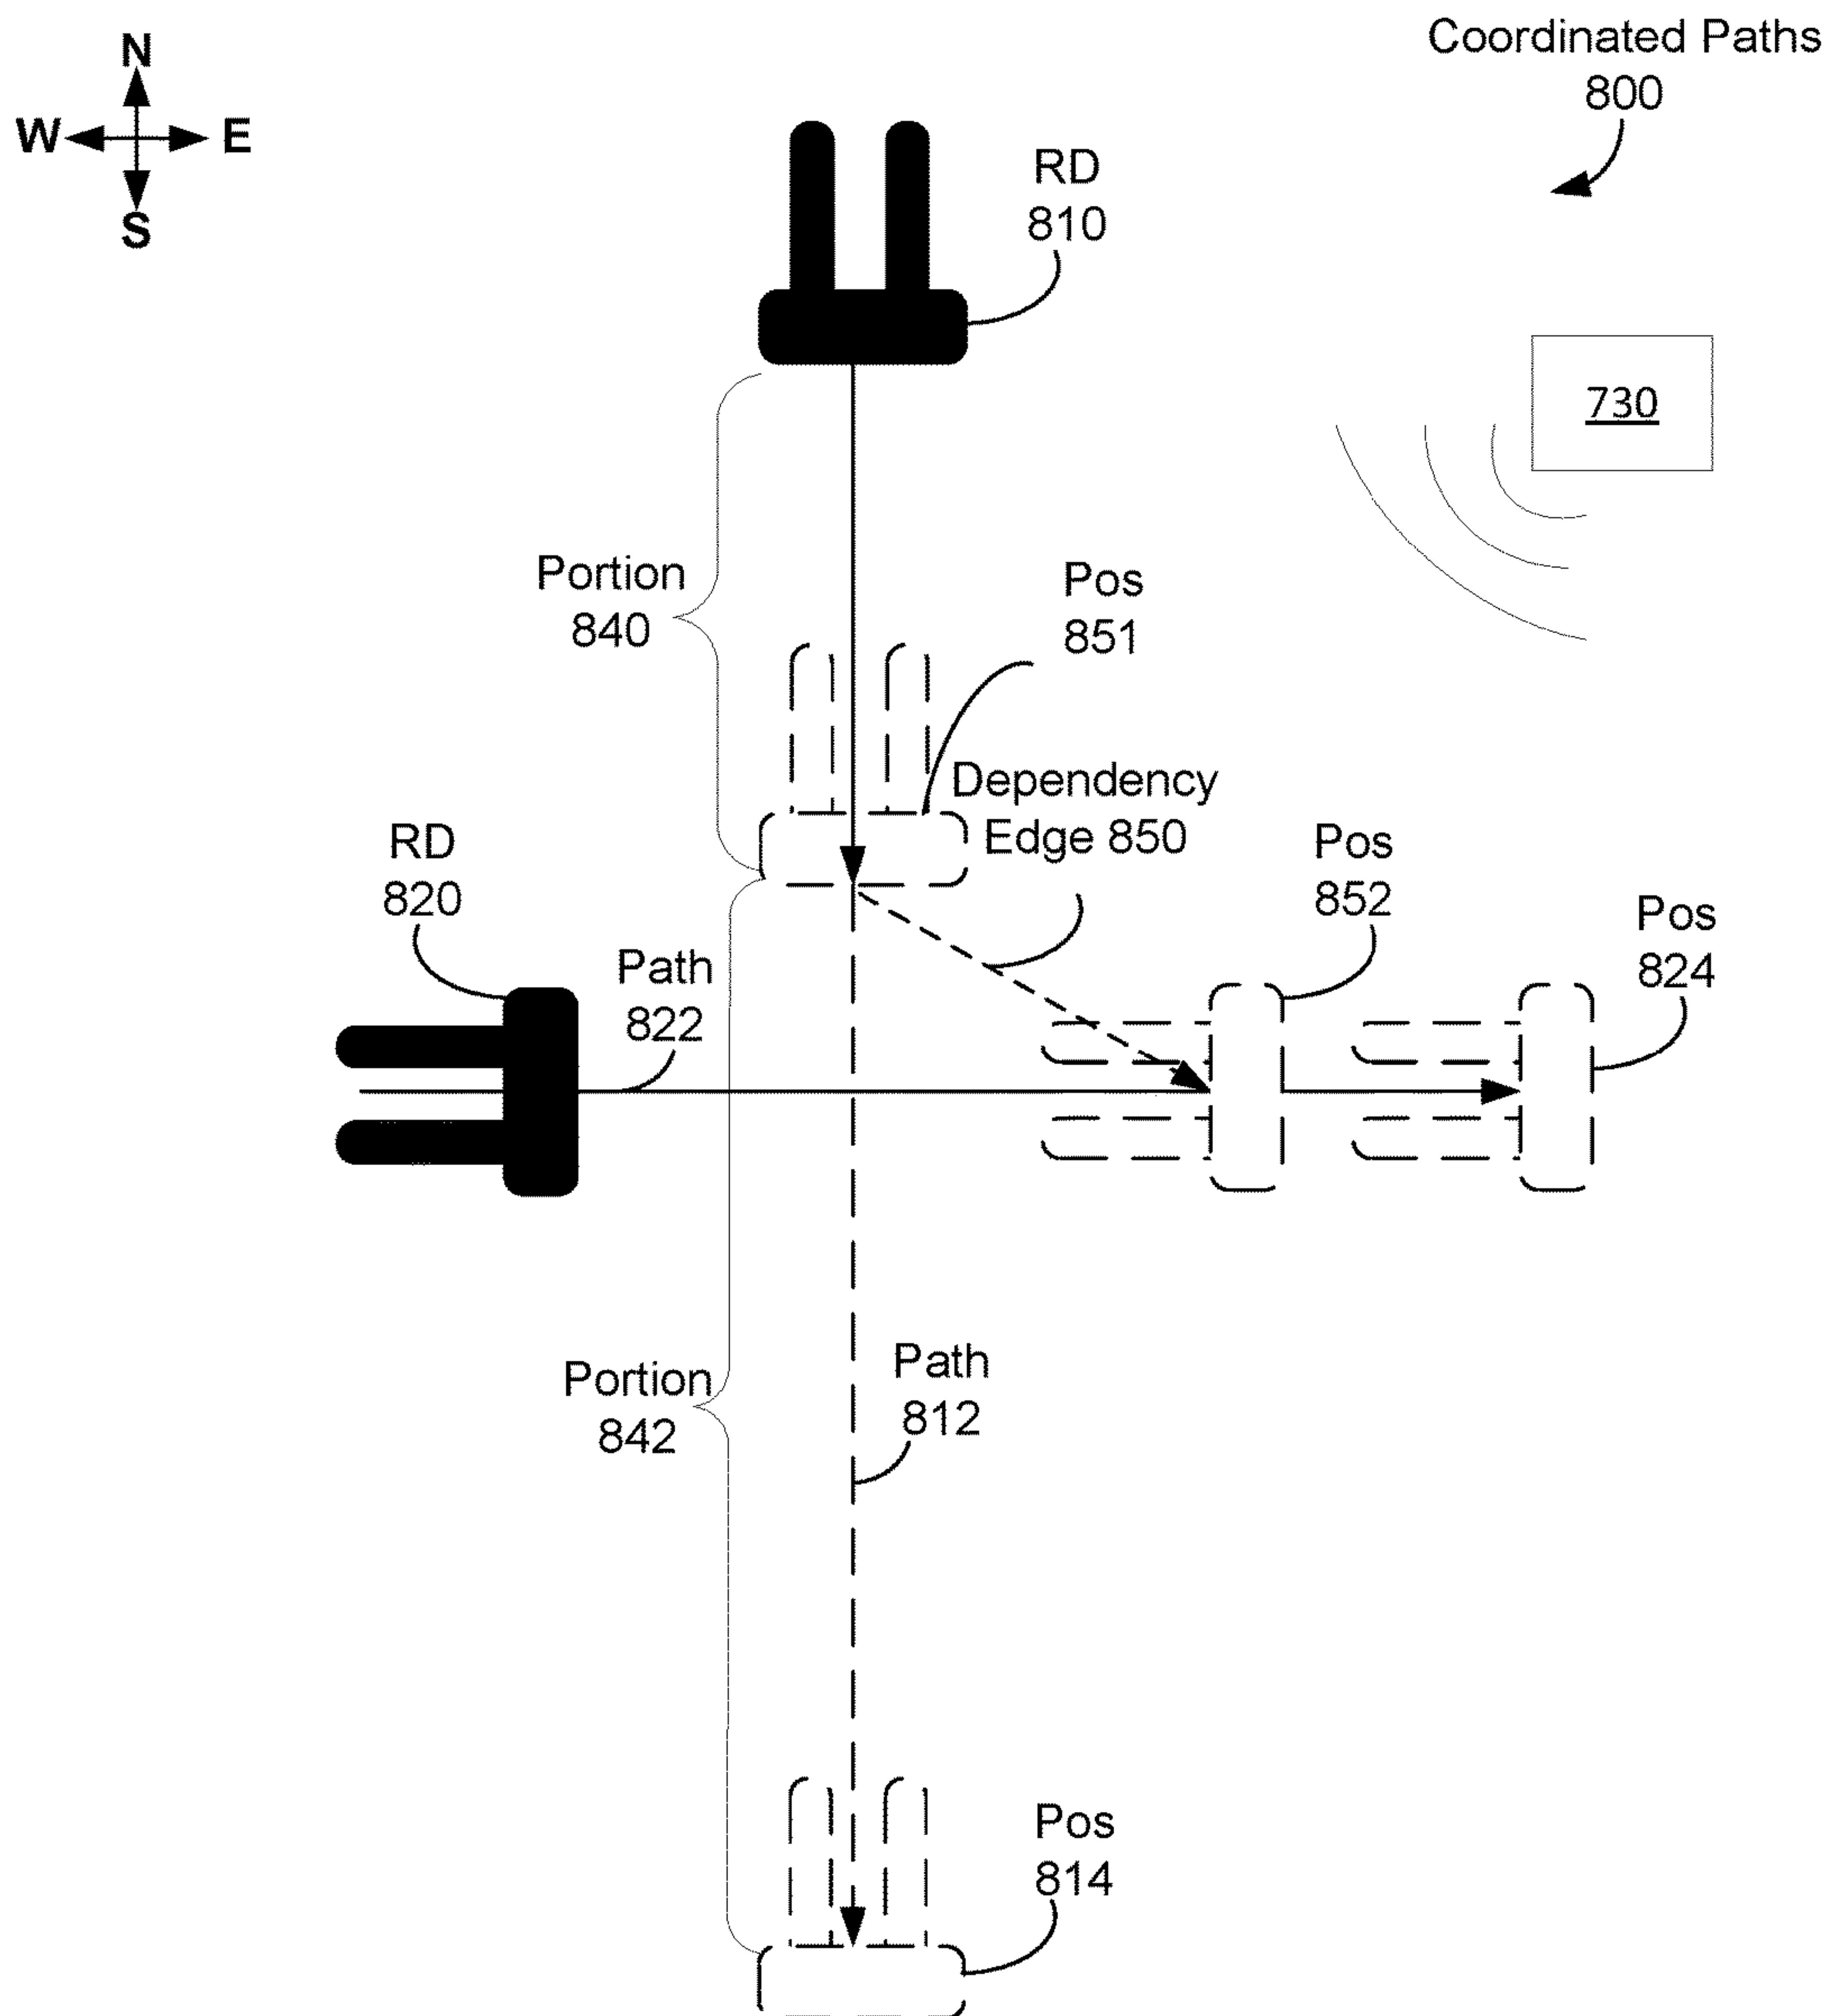 N
W
E
S
Coordinated Paths
800
RD
810
730
Portion
840
Pos
851
Dependency
Edge 850
RD
820
Pos
852
Pos
824
Path
822
Path
812
Portion
842
Pos
814